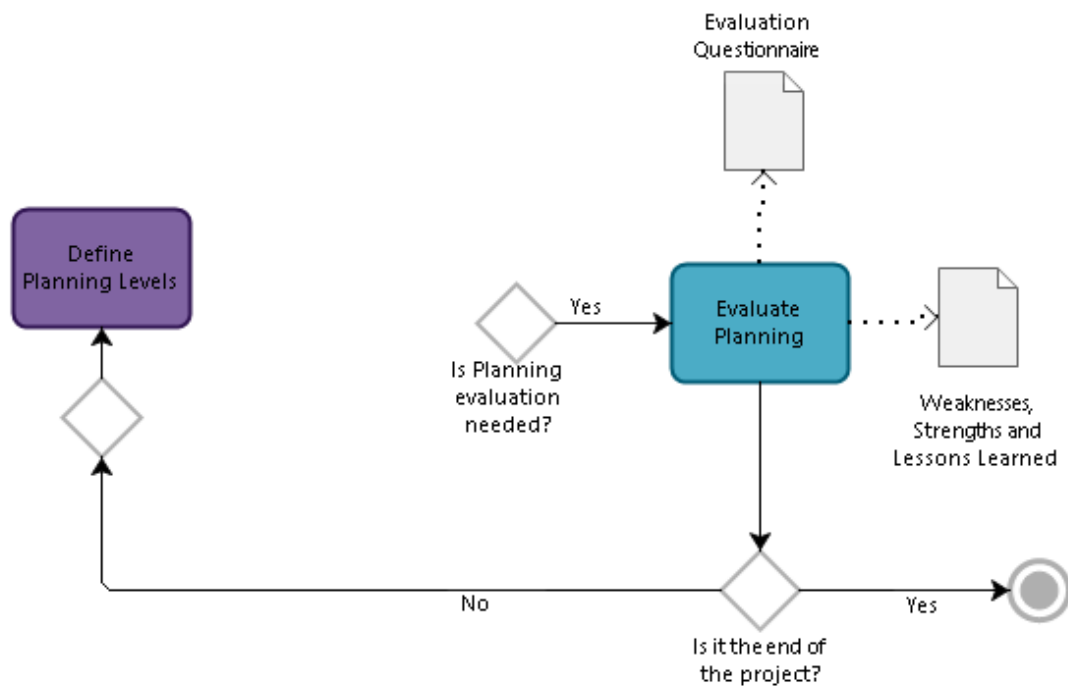 Evaluation
Questionnaire
Define
Planning Levels
Yes
Evaluate
Planning
Is Planning
evaluation
needed?
Weaknesses,
Strengths and
Lessons Learned
No
Yes
Is it the end of
the project?